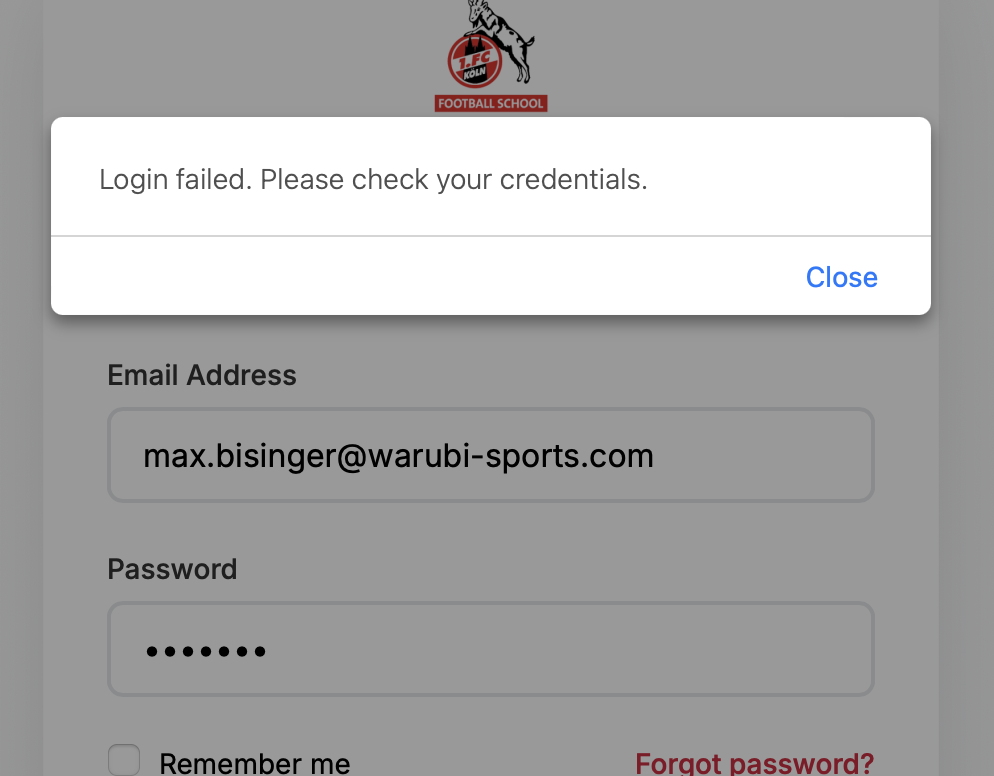 1.FC
KÖLN
FOOTBALL SCHOOL
Login failed. Please check your credentials.
Close
Email Address
max.bisinger@warubi-sports.com
Password
•••••••
Remember me
Forgot password?